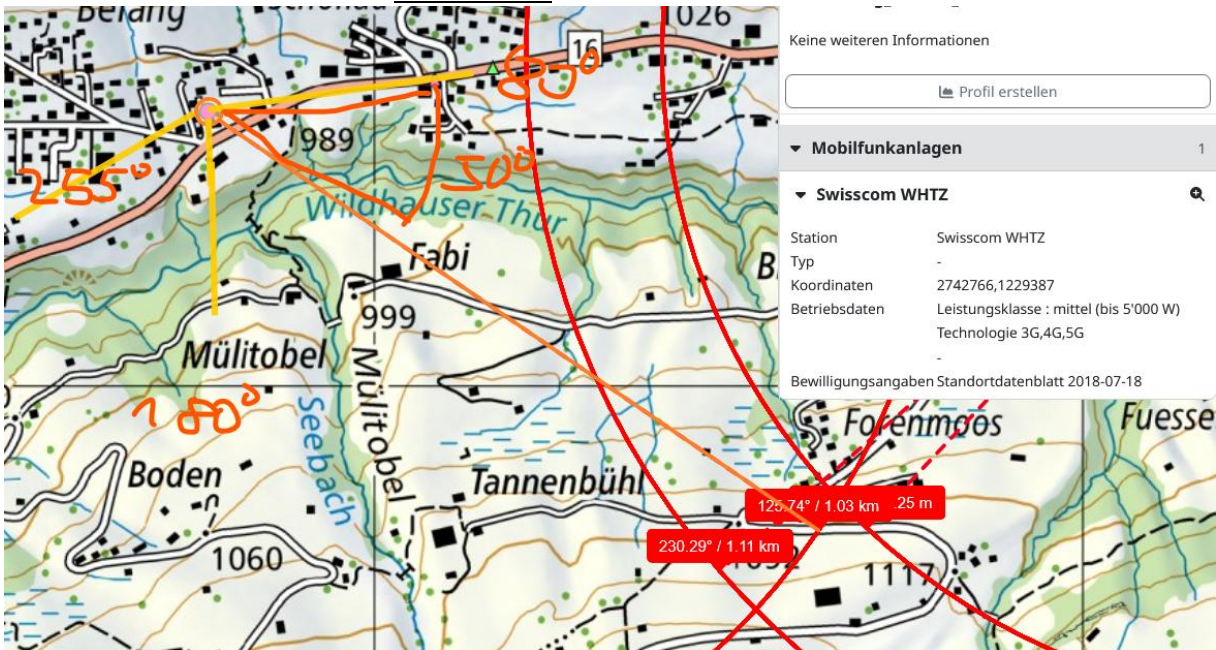 1026
16
Keine weiteren Informationen
Profil erstellen
Mobilfunkanlagen 1
Swisscom WHTZ
Station Swisscom WHTZ
Typ -
Koordinaten 2742766,1229387
Betriebsdaten Leistungsklasse : mittel (bis 5'000 W)
Technologie 3G,4G,5G
-
Bewilligungsangaben Standortdatenblatt 2018-07-18
989
255°
50°
Wildhauser Thur
Fabi
999
Mülitobel
180°
Mülitobel
Seebach
Boden
Tannenbühl
Forenmoos
Fuesse
125.74° / 1.03 km
.25 m
230.29° / 1.11 km
1060
1117